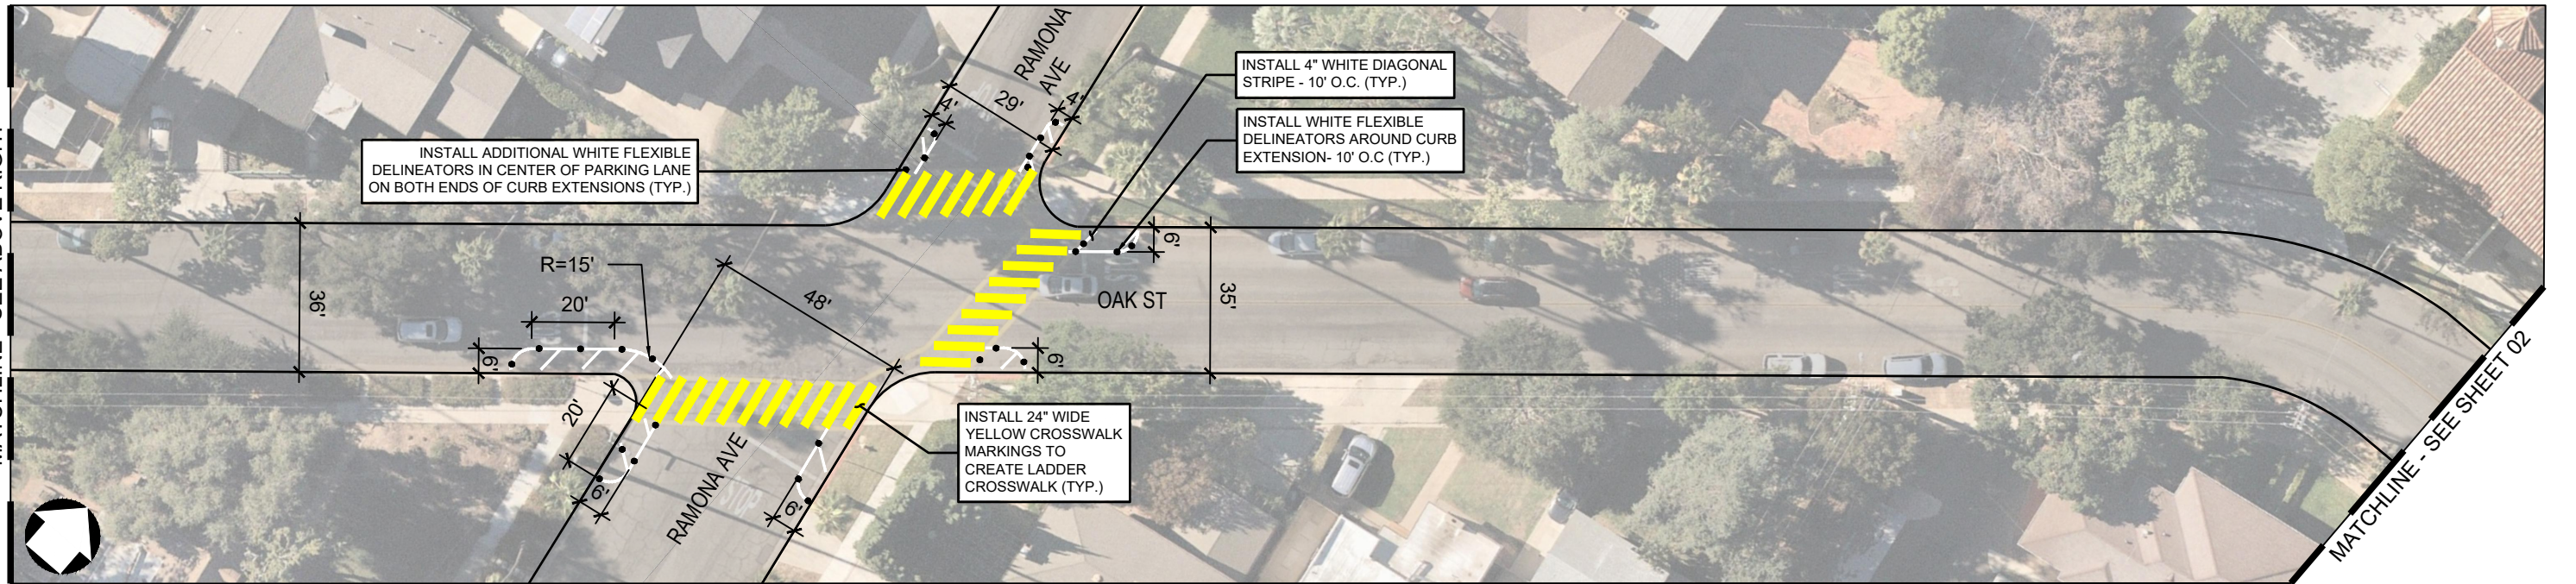 RAMONA
AVE
29'
4'
4'
INSTALL 4" WHITE DIAGONAL
STRIPE - 10' O.C. (TYP.)
INSTALL WHITE FLEXIBLE
DELINEATORS AROUND CURB
EXTENSION- 10' O.C (TYP.)
INSTALL ADDITIONAL WHITE FLEXIBLE
DELINEATORS IN CENTER OF PARKING LANE
ON BOTH ENDS OF CURB EXTENSIONS (TYP.)
6'
R=15'
48'
36'
20'
OAK ST
35'
6'
6'
20'
6'
RAMONA AVE
6'
INSTALL 24" WIDE
YELLOW CROSSWALK
MARKINGS TO
CREATE LADDER
CROSSWALK (TYP.)
MATCHLINE - SEE SHEET 02